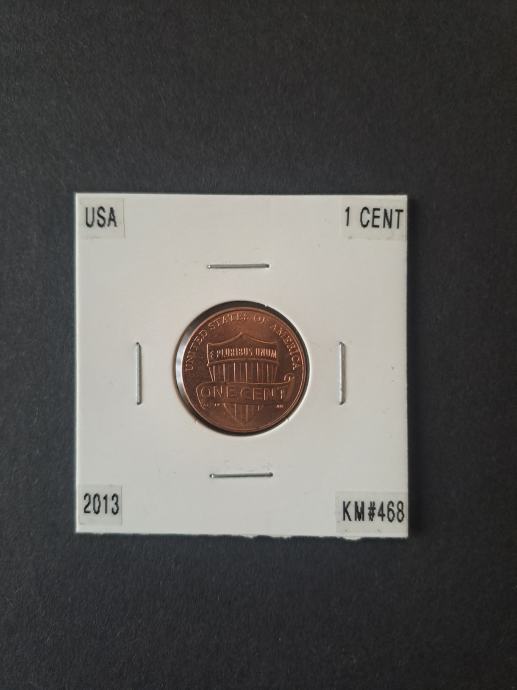 USA
1 CENT
UNITED STATES OF AMERICA
E PLURIBUS UNUM
ONE CENT
2013
KM#468